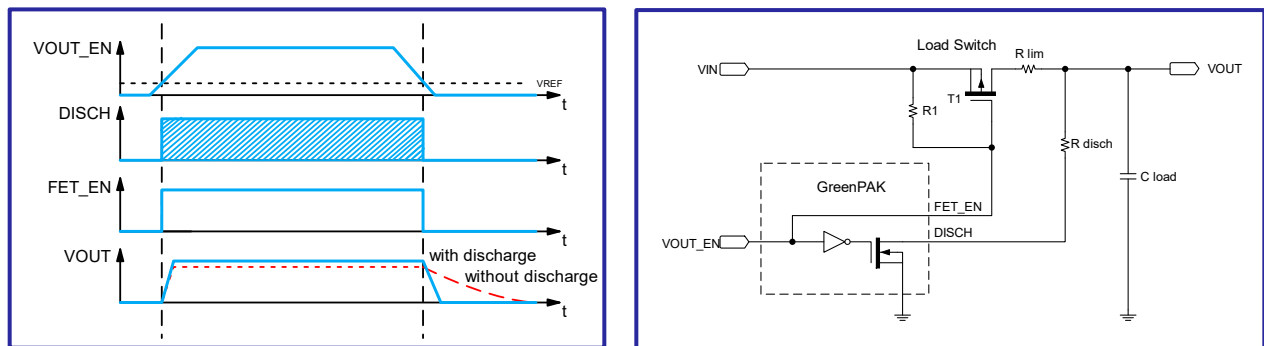 VOUT_EN
VREF
t
DISCH
t
FET_EN
t
VOUT
with discharge
without discharge
t
Load Switch
R lim
VIN
VOUT
T1
R1
R disch
C load
GreenPAK
FET_EN
VOUT_EN
DISCH